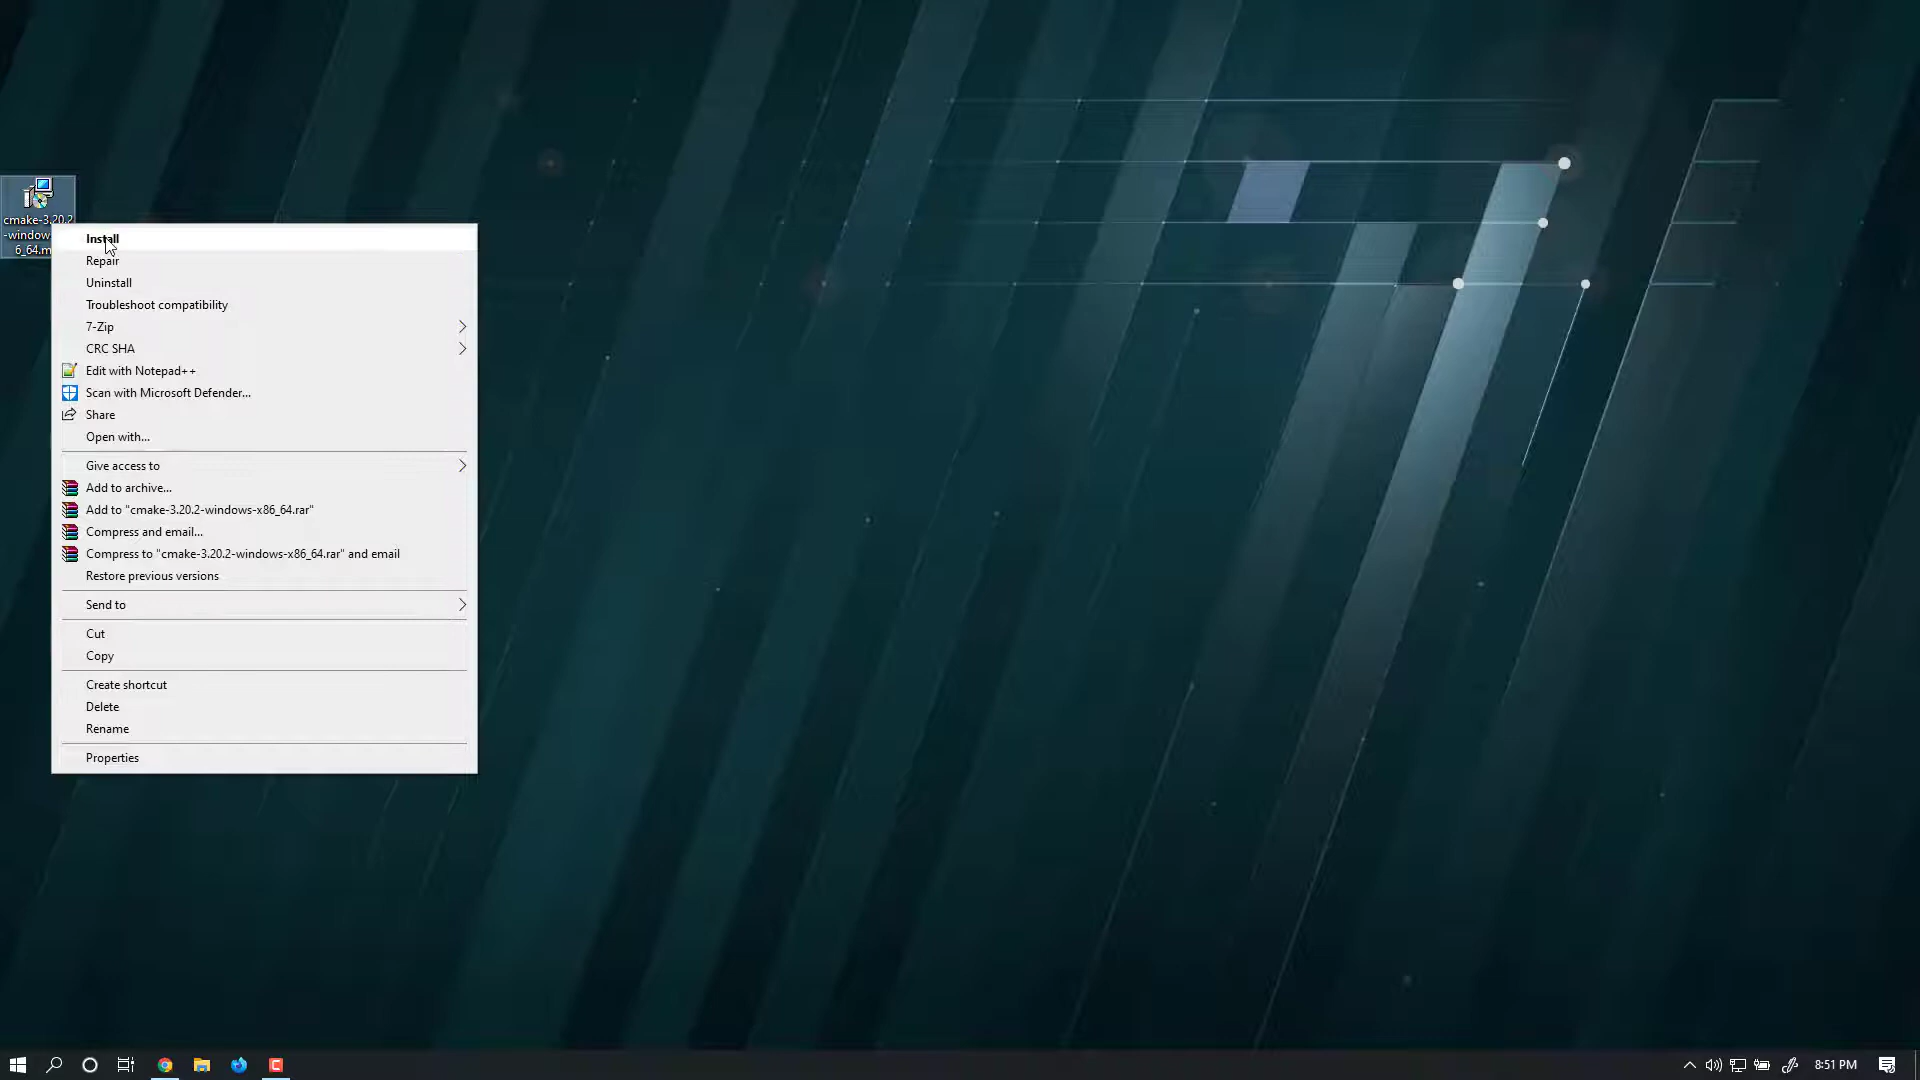 cmake-3.20.2
-window
6_64.m
Install
Repair
Uninstall
Troubleshoot compatibility
7-Zip
CRC SHA
Edit with Notepad++
Scan with Microsoft Defender...
Share
Open with...
Give access to
Add to archive...
Add to "cmake-3.20.2-windows-x86_64.rar"
Compress and email...
Compress to "cmake-3.20.2-windows-x86_64.rar" and email
Restore previous versions
Send to
Cut
Copy
Create shortcut
Delete
Rename
Properties
8:51 PM